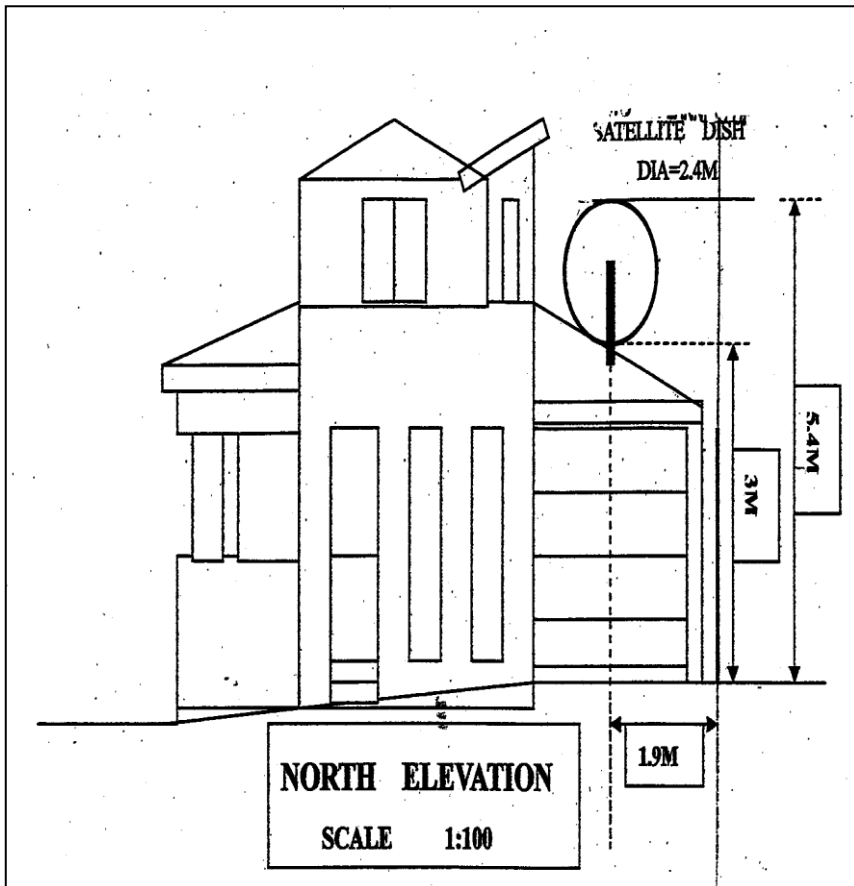 SATELLITE DISH
DIA=2.4M
5.4M
3M
1.9M
NORTH ELEVATION
SCALE 1:100